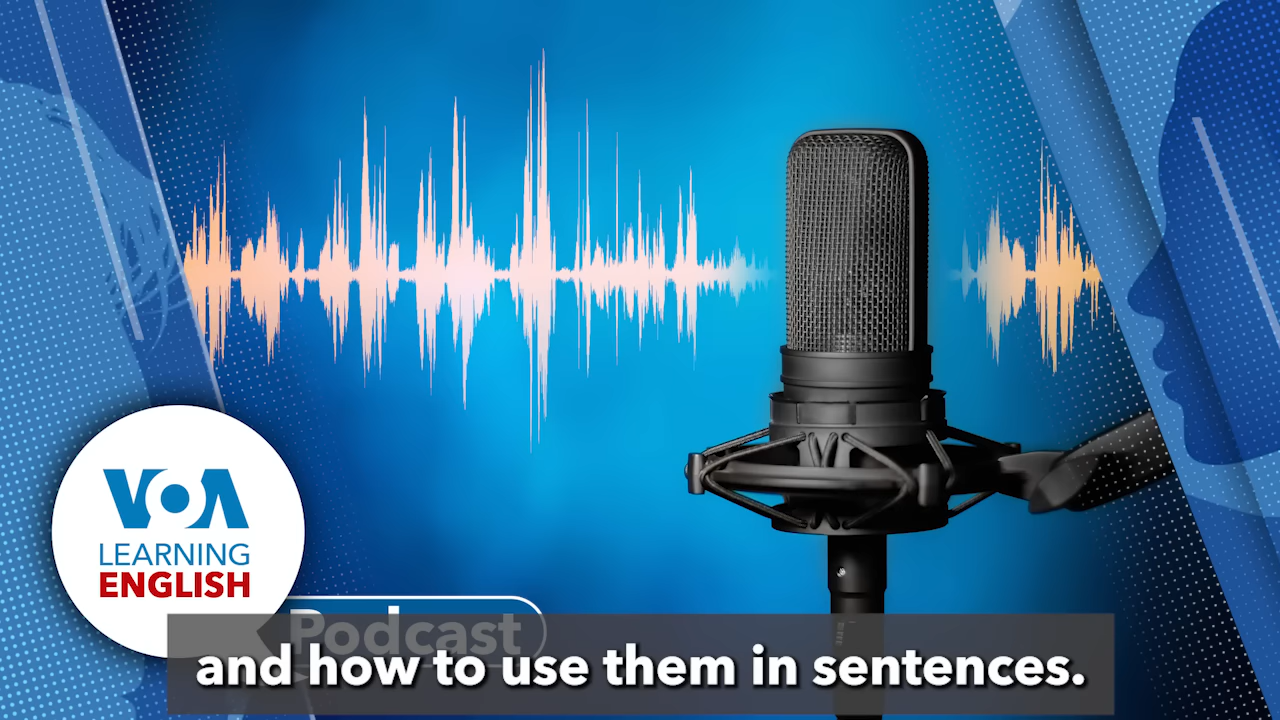 VOA
LEARNING
ENGLISH
Podcast
and how to use them in sentences.